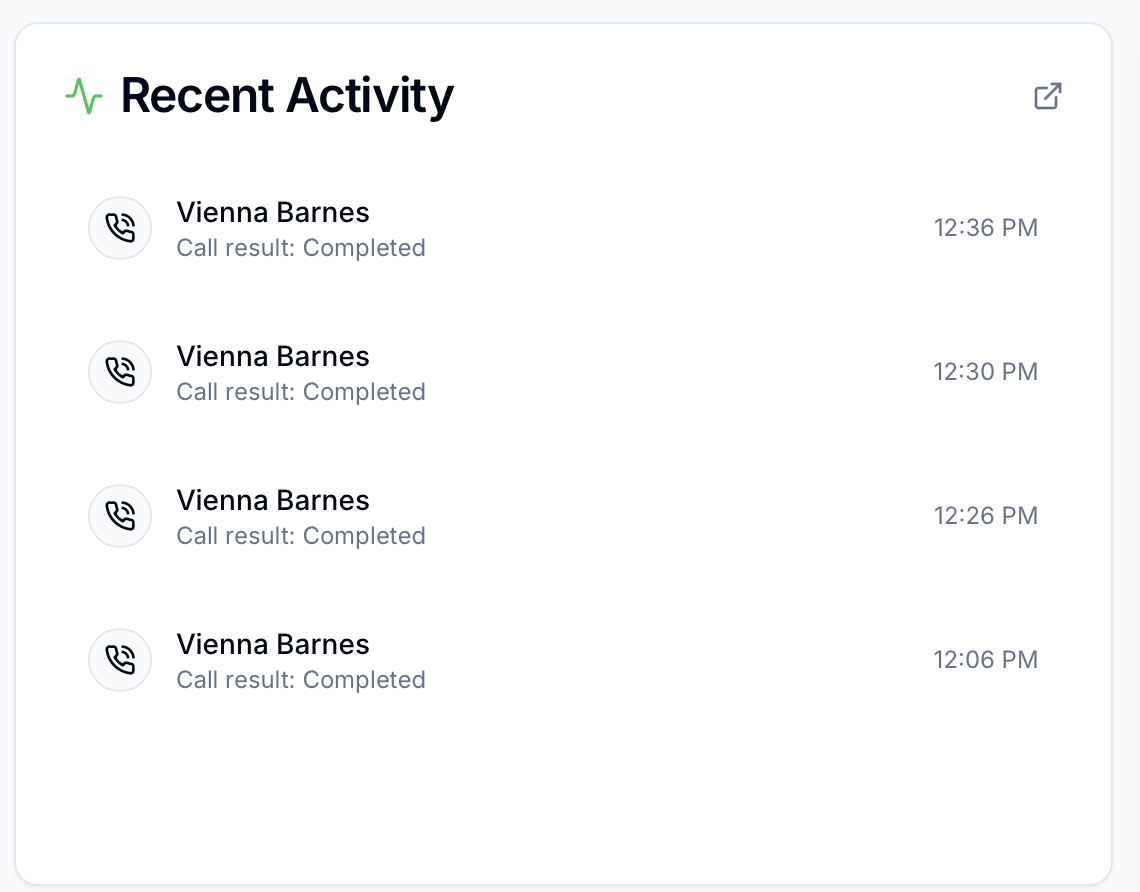 Recent Activity
Vienna Barnes
Call result: Completed
12:36 PM
Vienna Barnes
Call result: Completed
12:30 PM
Vienna Barnes
Call result: Completed
12:26 PM
Vienna Barnes
Call result: Completed
12:06 PM